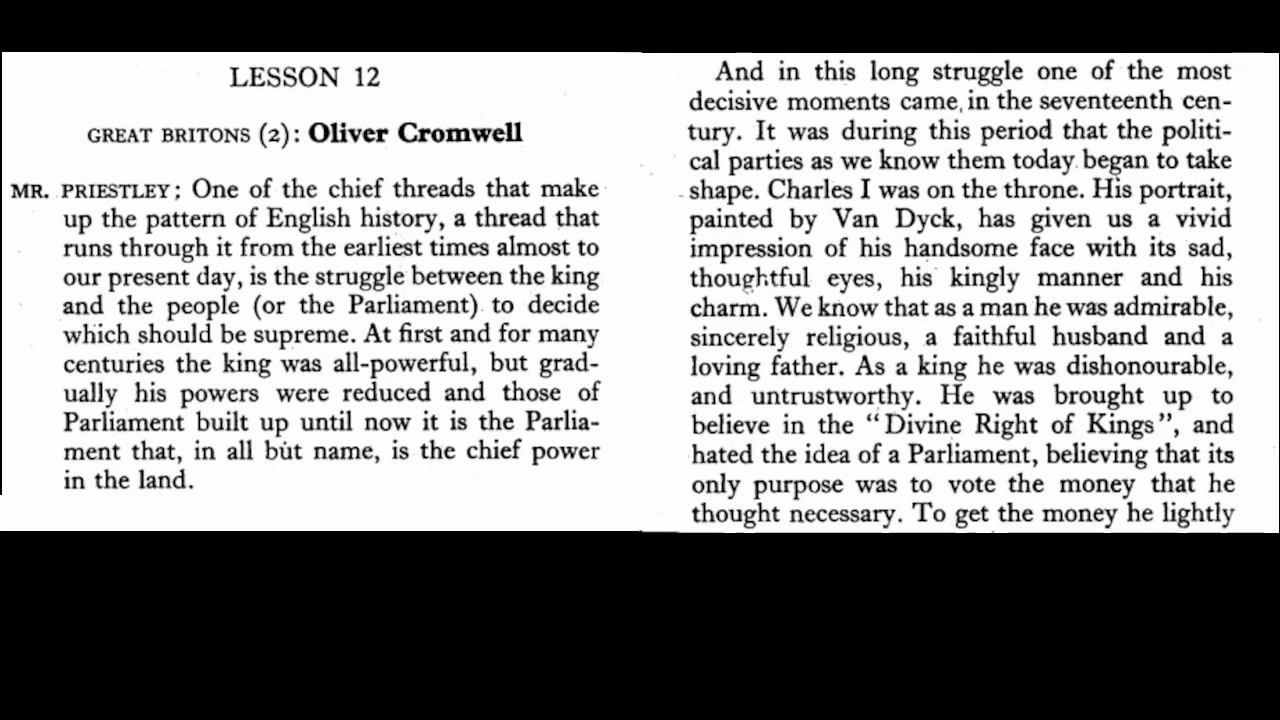 LESSON 12
GREAT BRITONS (2): Oliver Cromwell
MR. PRIESTLEY: One of the chief threads that make
up the pattern of English history, a thread that
runs through it from the earliest times almost to
our present day, is the struggle between the king
and the people (or the Parliament) to decide
which should be supreme. At first and for many
centuries the king was all-powerful, but grad-
ually his powers were reduced and those of
Parliament built up until now it is the Parlia-
ment that, in all but name, is the chief power
in the land.
And in this long struggle one of the most
decisive moments came in the seventeenth cen-
tury. It was during this period that the politi-
cal parties as we know them today began to take
shape. Charles I was on the throne. His portrait,
painted by Van Dyck, has given us a vivid
impression of his handsome face with its sad,
thoughtful eyes, his kingly manner and his
charm. We know that as a man he was admirable,
sincerely religious, a faithful husband and a
loving father. As a king he was dishonourable,
and untrustworthy. He was brought up to
believe in the "Divine Right of Kings", and
hated the idea of a Parliament, believing that its
only purpose was to vote the money that he
thought necessary. To get the money he lightly